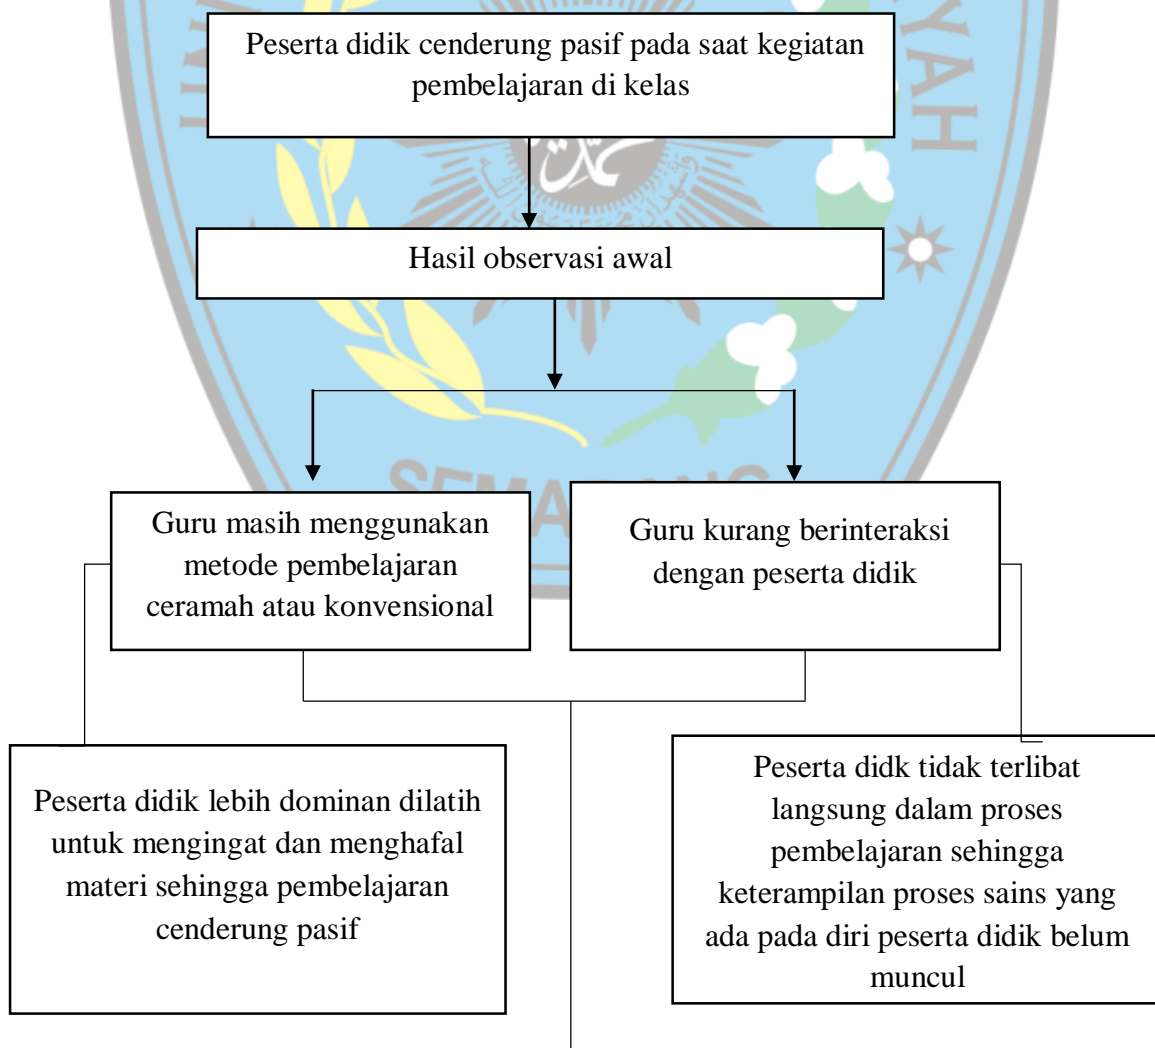 Peserta didik cenderung pasif pada saat kegiatan
pembelajaran di kelas
Hasil observasi awal
Guru masih menggunakan
metode pembelajaran
ceramah atau konvensional
Guru kurang berinteraksi
dengan peserta didik
Peserta didik lebih dominan dilatih
untuk mengingat dan menghafal
materi sehingga pembelajaran
cenderung pasif
Peserta didk tidak terlibat
langsung dalam proses
pembelajaran sehingga
keterampilan proses sains yang
ada pada diri peserta didik belum
muncul